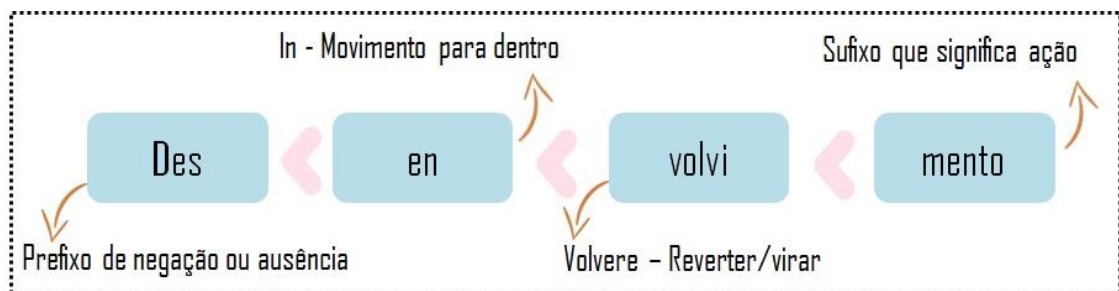 In - Movimento para dentro
Sufixo que significa ação
Des
en
volvi
mento
Prefixo de negação ou ausência
Volvere – Reverter/virar